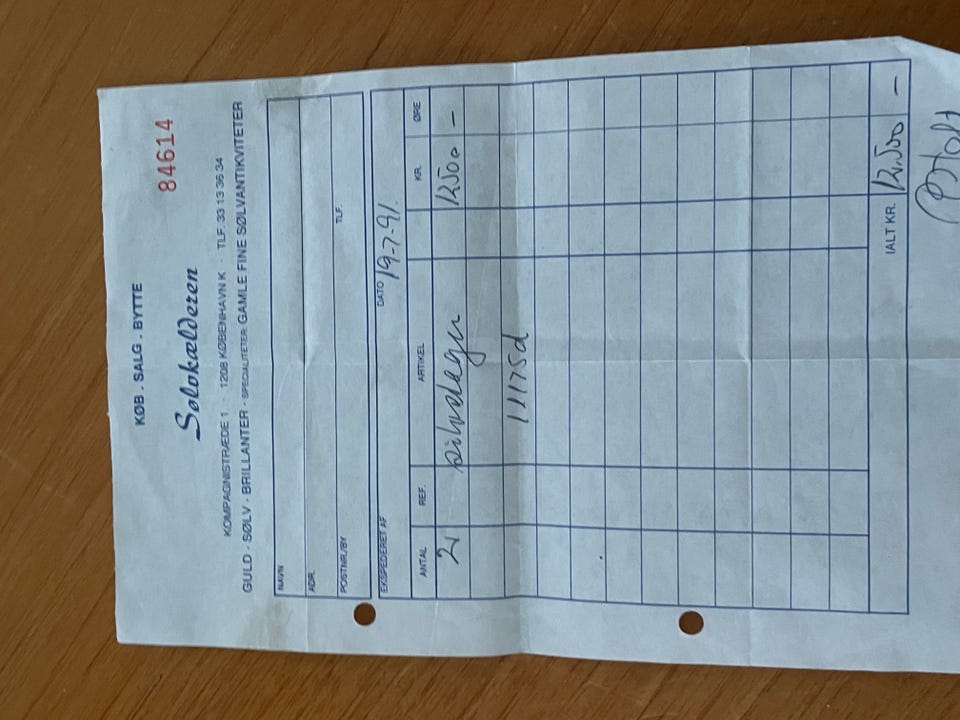 KØB . SALG . BYTTE
84614
Sølvkælderen
KOMPAGNISTRÆDE 1 · 1208 KØBENHAVN K · TLF. 33 13 36 34
GULD - SØLV - BRILLANTER - SPECIALITETER: GAMLE FINE SØLVANTIKVITETER
NAVN
ADR.
POSTNR./BY TLF.
EKSPEDERET AF DATO 19-7-91.
ANTAL REF. ARTIKEL KR. ØRE
2 12500 —
IALT KR. 12.500 —